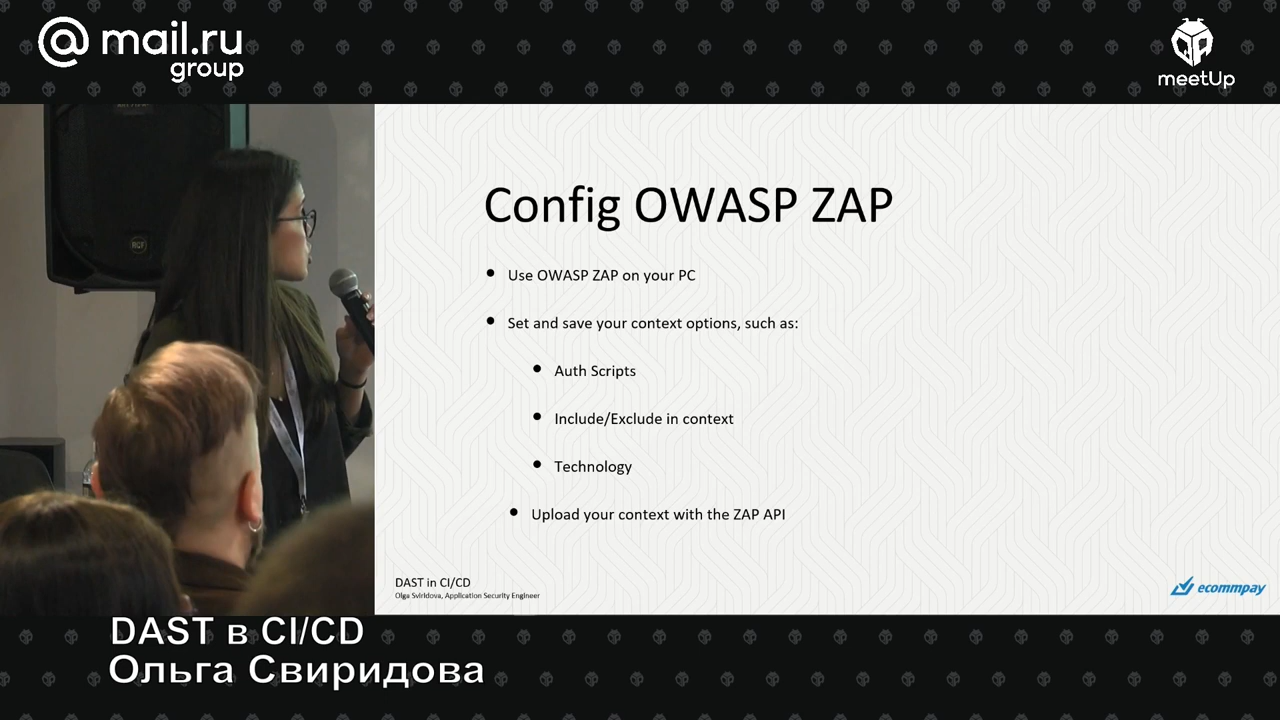 @mail.ru
group
meetUp
Config OWASP ZAP
Use OWASP ZAP on your PC
Set and save your context options, such as:
Auth Scripts
Include/Exclude in context
Technology
Upload your context with the ZAP API
DAST in CI/CD
Olga Sviridova, Application Security Engineer
ecommpay
DAST в CI/CD
Ольга Свиридова